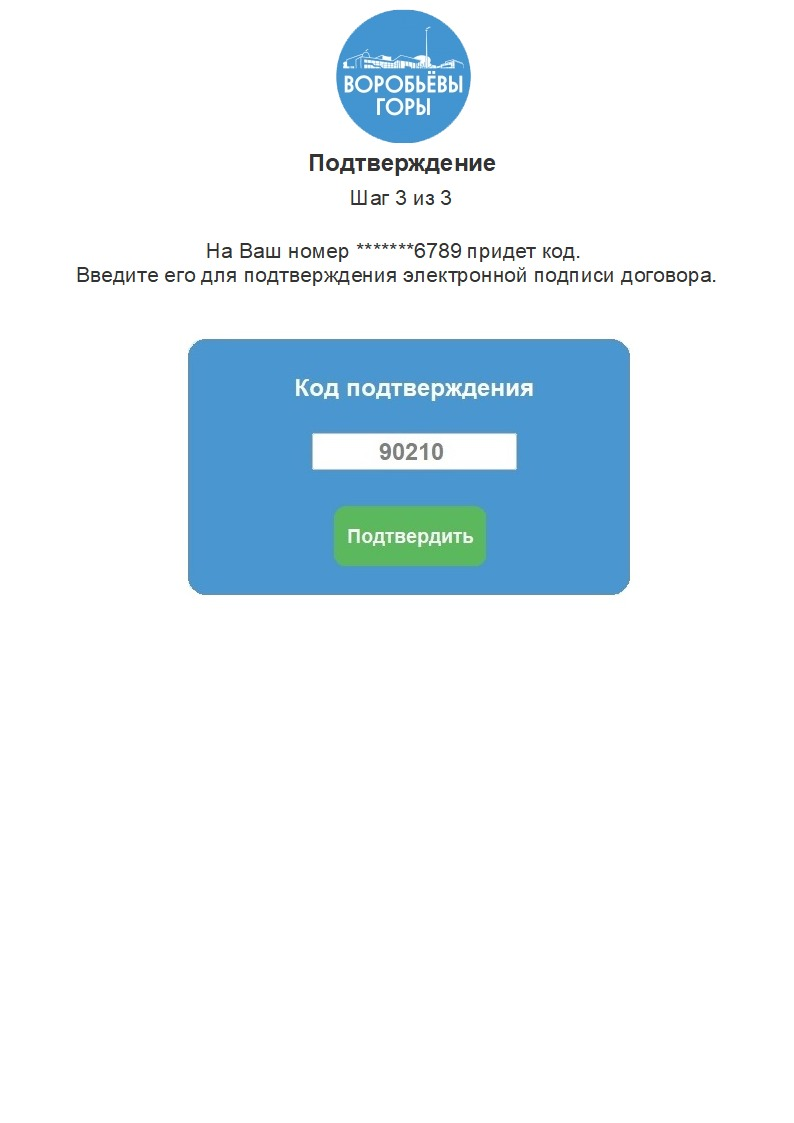 ВОРОБЬЁВЫ
ГОРЫ
Подтверждение
Шаг 3 из 3
На Ваш номер *******6789 придет код.
Введите его для подтверждения электронной подписи договора.
Код подтверждения
90210
Подтвердить